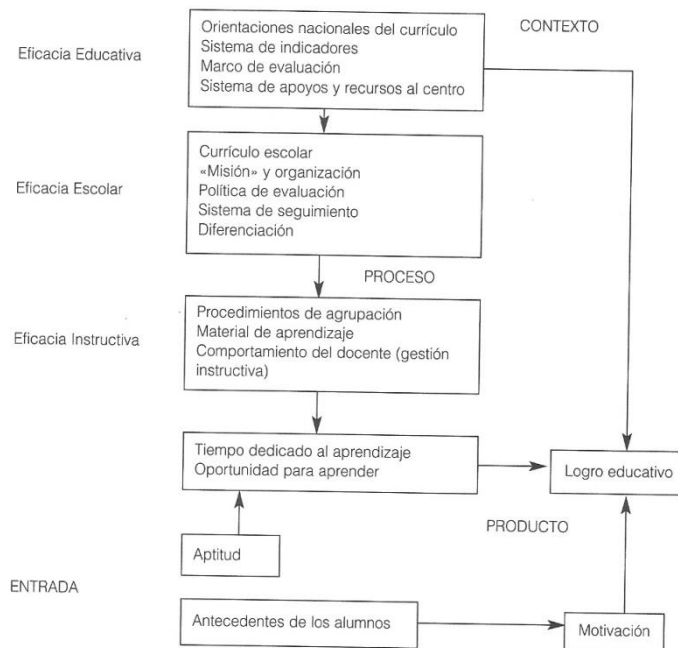 Eficacia Educativa
Orientaciones nacionales del currículo
Sistema de indicadores
Marco de evaluación
Sistema de apoyos y recursos al centro
CONTEXTO
Eficacia Escolar
Currículo escolar
«Misión» y organización
Política de evaluación
Sistema de seguimiento
Diferenciación
PROCESO
Eficacia Instructiva
Procedimientos de agrupación
Material de aprendizaje
Comportamiento del docente (gestión
instructiva)
Tiempo dedicado al aprendizaje
Oportunidad para aprender
Logro educativo
PRODUCTO
Aptitud
ENTRADA
Antecedentes de los alumnos
Motivación